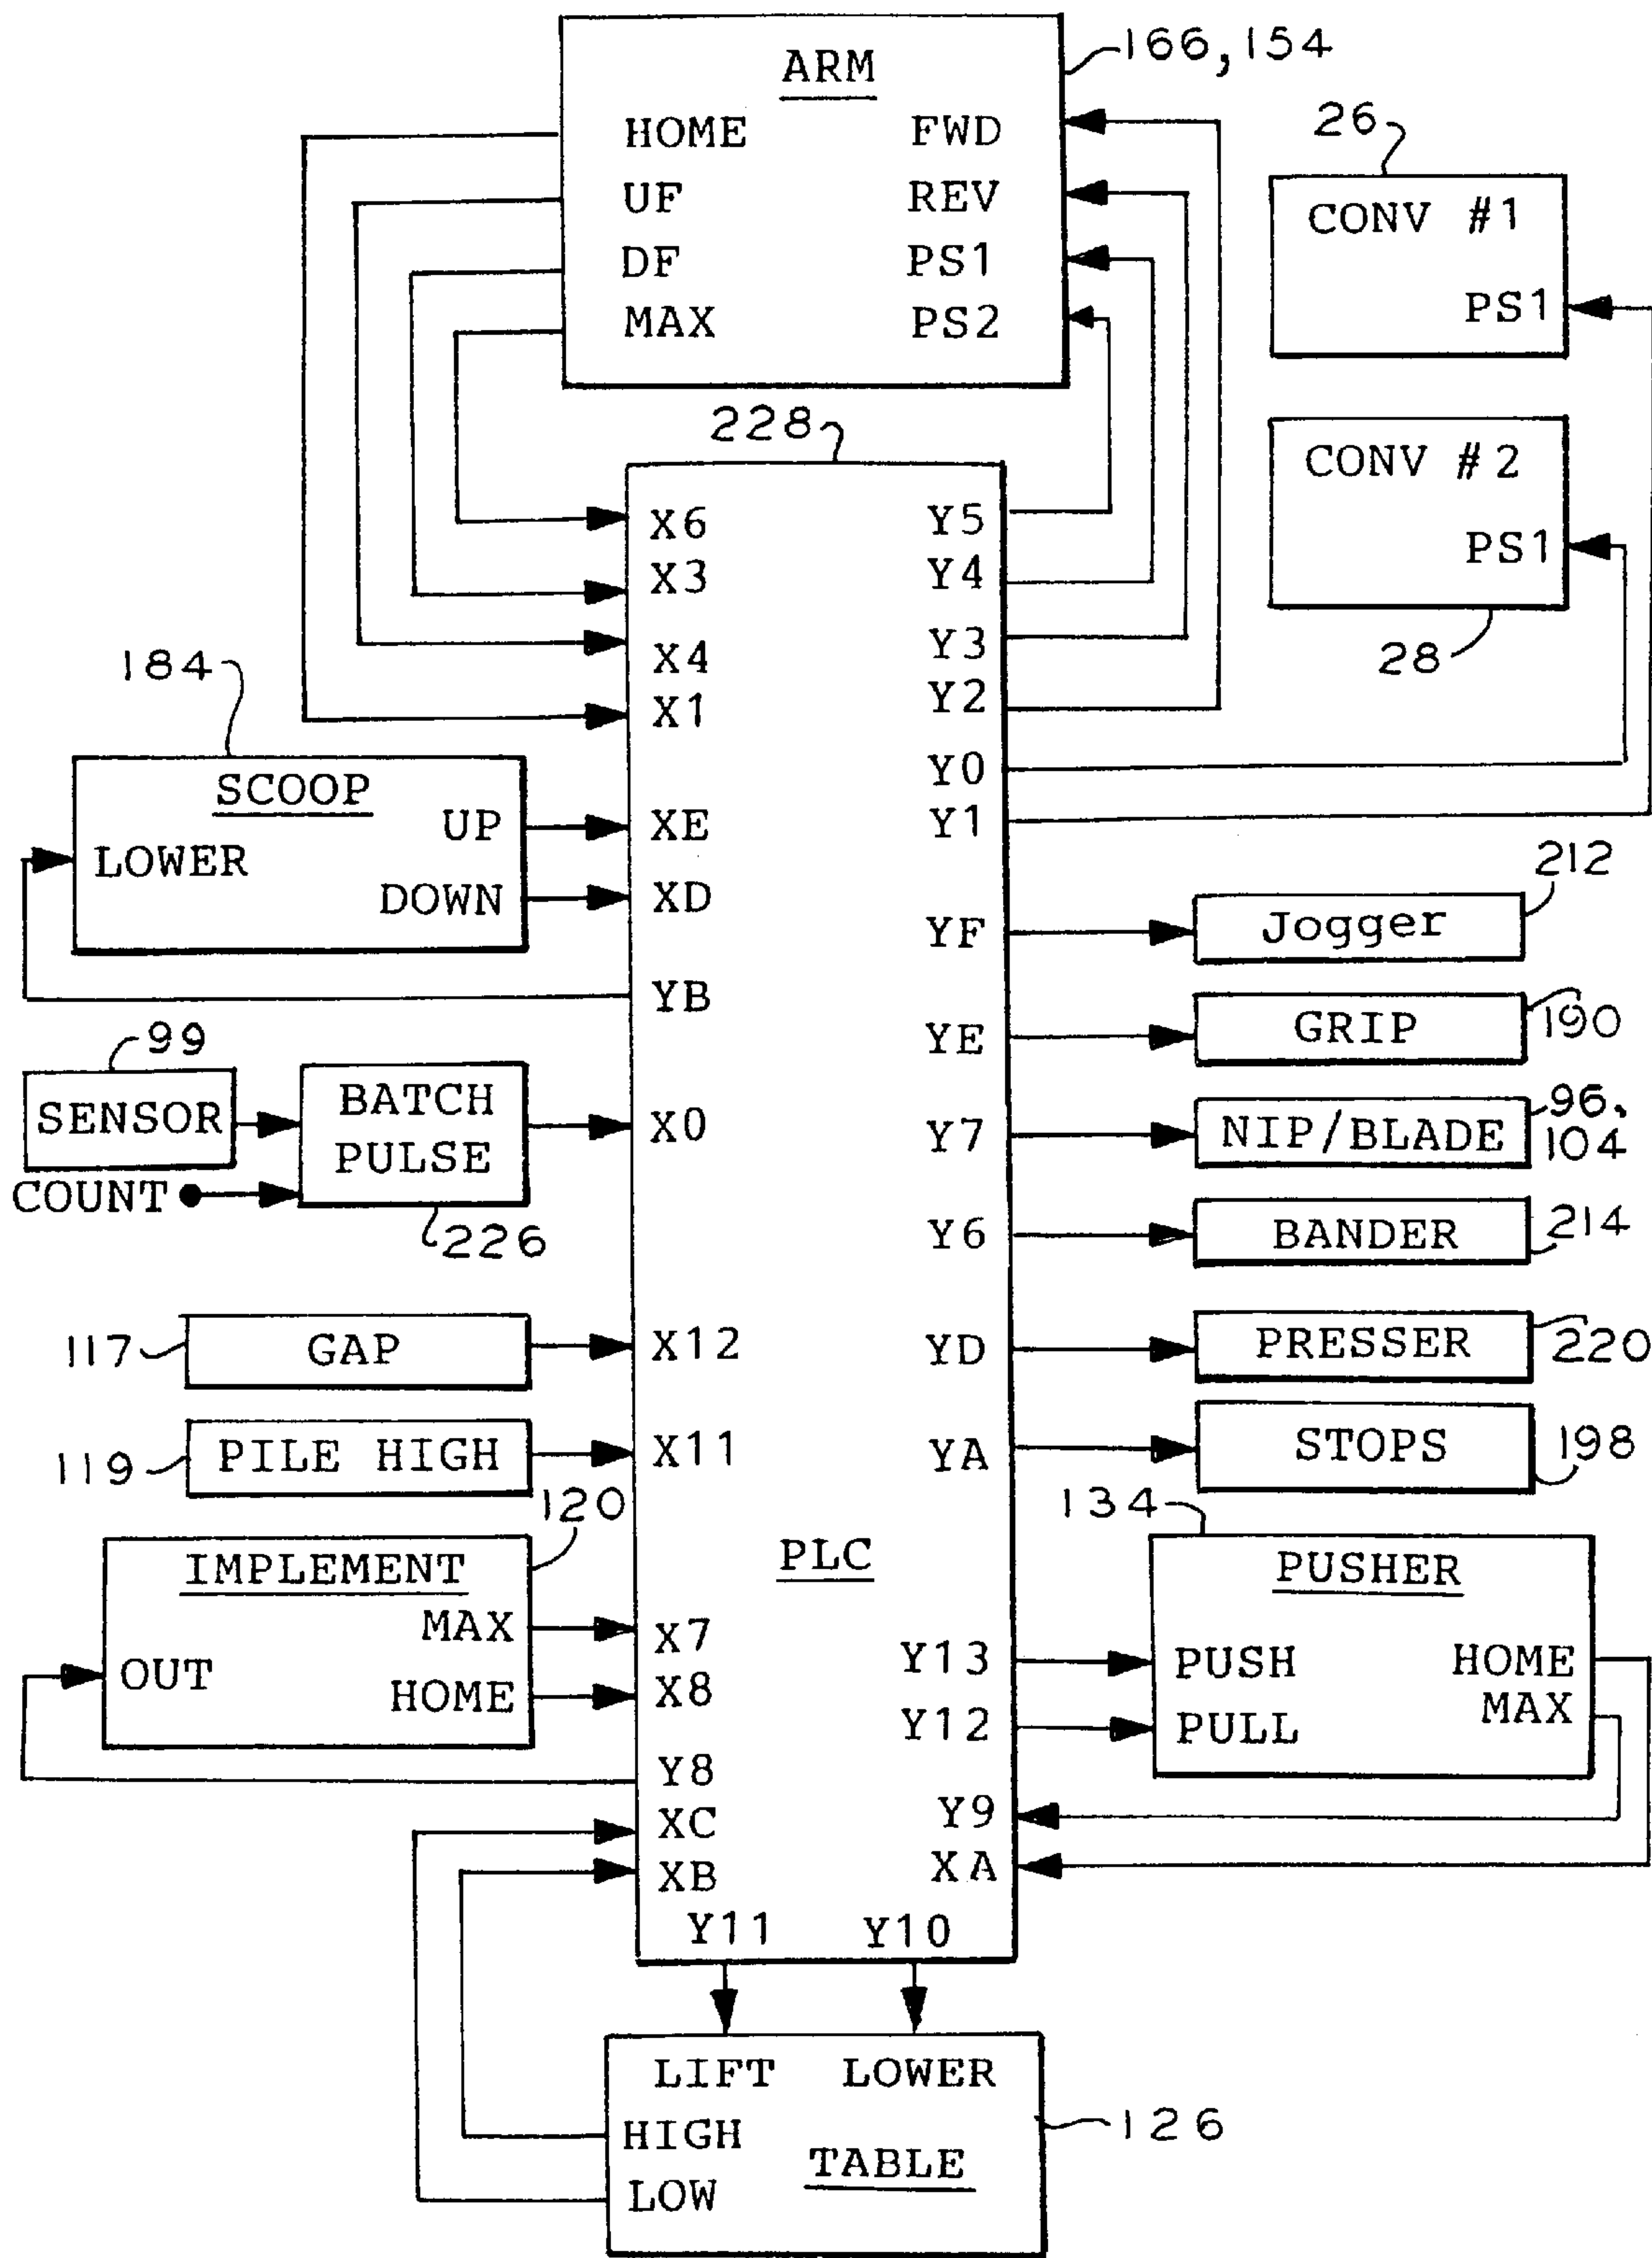 ARM
166,154
HOME FWD
UF REV
DF PS1
MAX PS2
26
CONV #1
PS1
228
CONV #2
PS1
28
X6 Y5
X3 Y4
X4 Y3
X1 Y2
Y0
Y1
184
SCOOP
UP
LOWER
DOWN
XE
XD
YB
212
YF
Jogger
YE
GRIP
190
99
SENSOR
BATCH
PULSE
COUNT
226
X0
Y7
NIP/BLADE
96,
104
Y6
BANDER
214
117
GAP
X12
YD
PRESSER
220
119
PILE HIGH
X11
YA
STOPS
198
120
134
IMPLEMENT
MAX
OUT
HOME
PLC
X7
X8
Y8
XC
XB
Y13
Y12
Y9
XA
PUSHER
PUSH HOME
MAX
PULL
Y11 Y10
LIFT LOWER
HIGH
TABLE
LOW
126